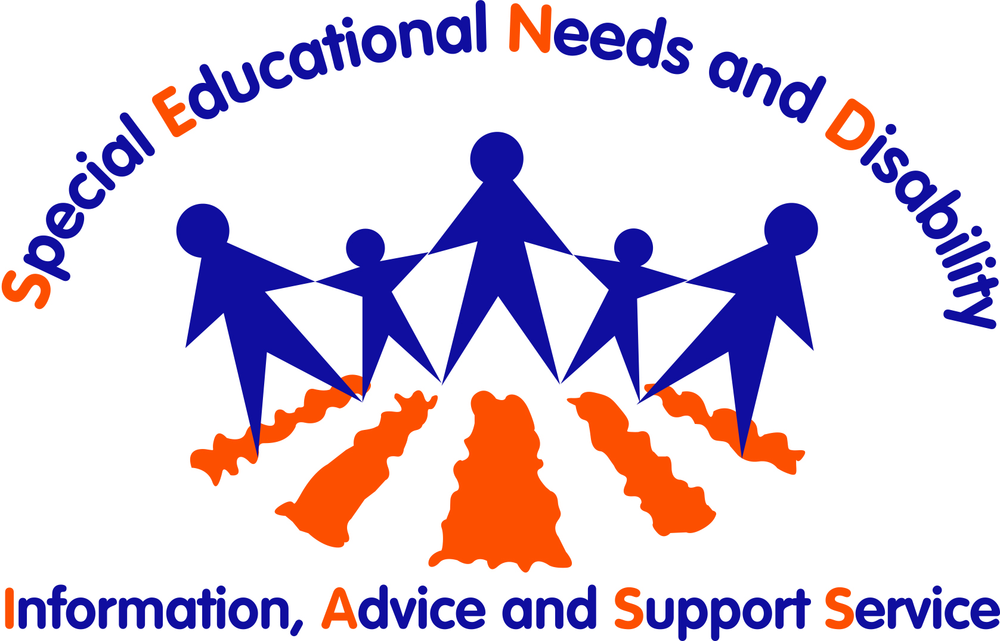 Special Educational Needs and Disability
Information, Advice and Support Service